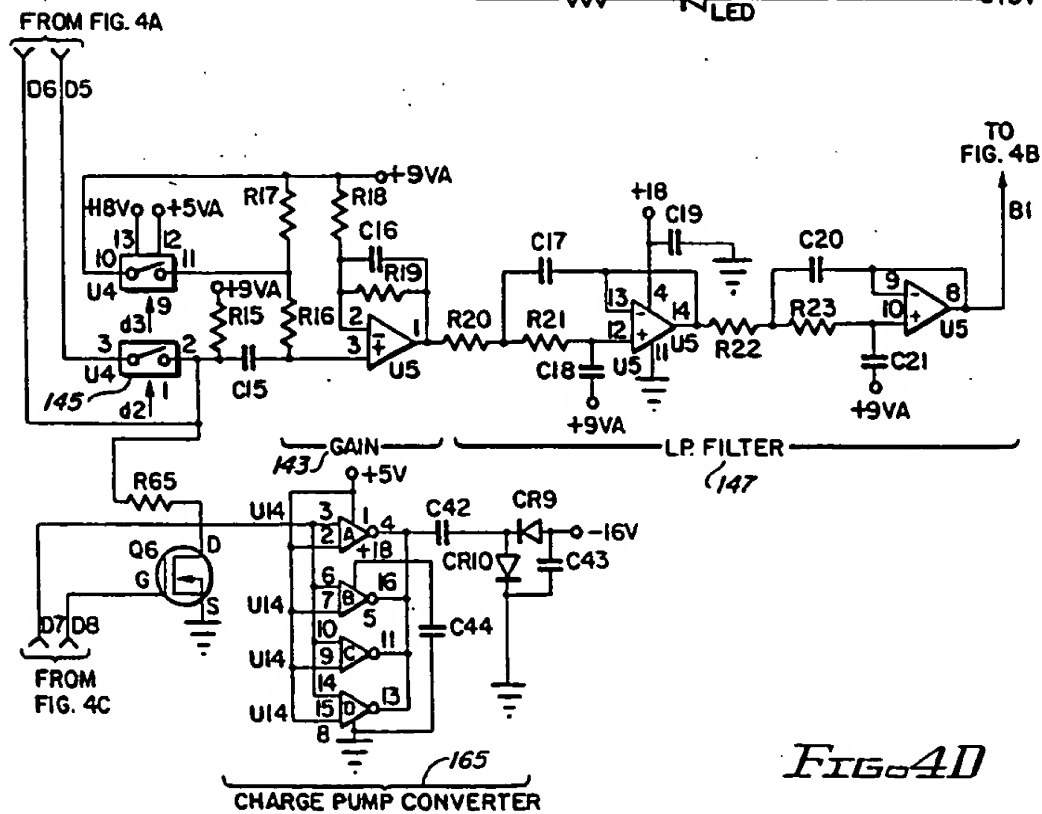 FROM FIG. 4A
LED
D6 D5
+9VA
R17
R18
+18V
+5VA
13
12
10
11
U4
9
d3
C16
R19
+9VA
R15
R16
2
3
1
U5
3
2
U4
1
145
d2
C15
R20
C17
R21
+18
C19
4
13
12
14
U5
U5
11
C18
+9VA
R22
C20
R23
9
10
8
U5
C21
+9VA
TO
FIG. 4B
B1
143
GAIN
L.P. FILTER
147
R65
Q6
D
G
S
D7 D8
FROM
FIG. 4C
+5V
U14
3
2
A
1
4
+18
U14
6
7
B
16
5
U14
10
9
C
11
U14
14
15
D
13
8
C42
CR9
-16V
CR10
C43
C44
165
CHARGE PUMP CONVERTER
FIG. 4D